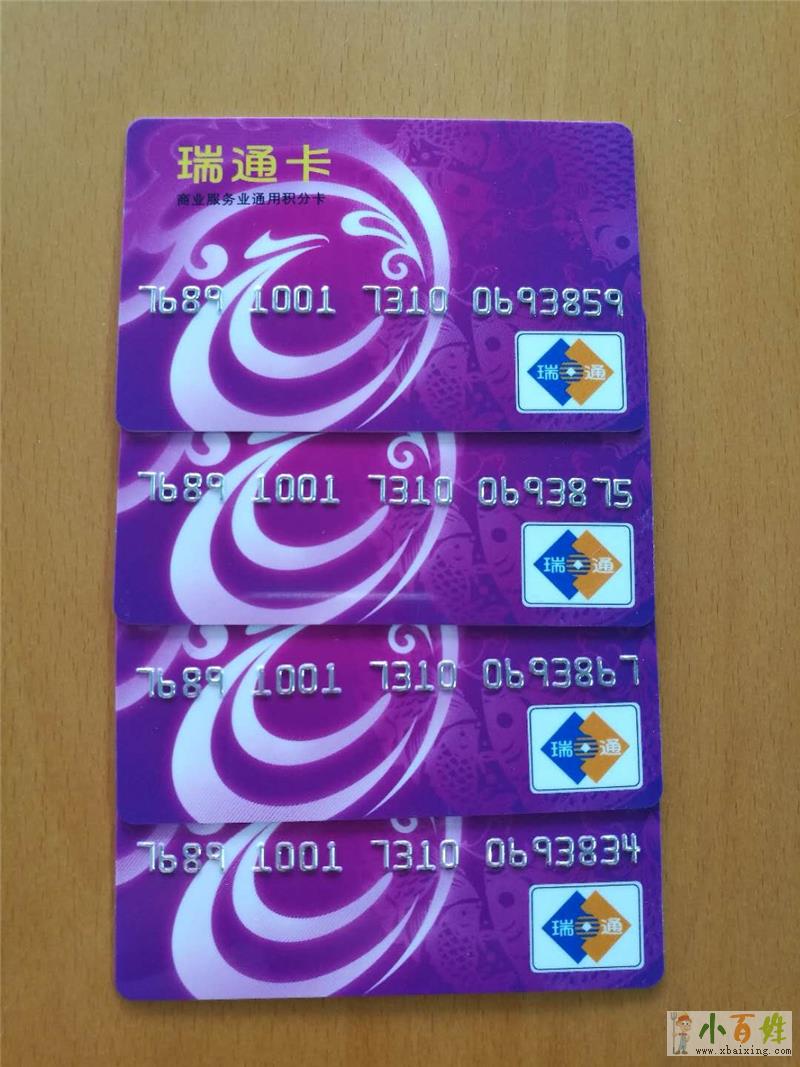 瑞通卡
商业服务业通用积分卡
7689 1001 7310 0693859
瑞 通
7689 1001 7310 0693875
瑞 通
7689 1001 7310 0693867
瑞 通
7689 1001 7310 0693834
瑞 通
小百姓
www.xbaixing.com